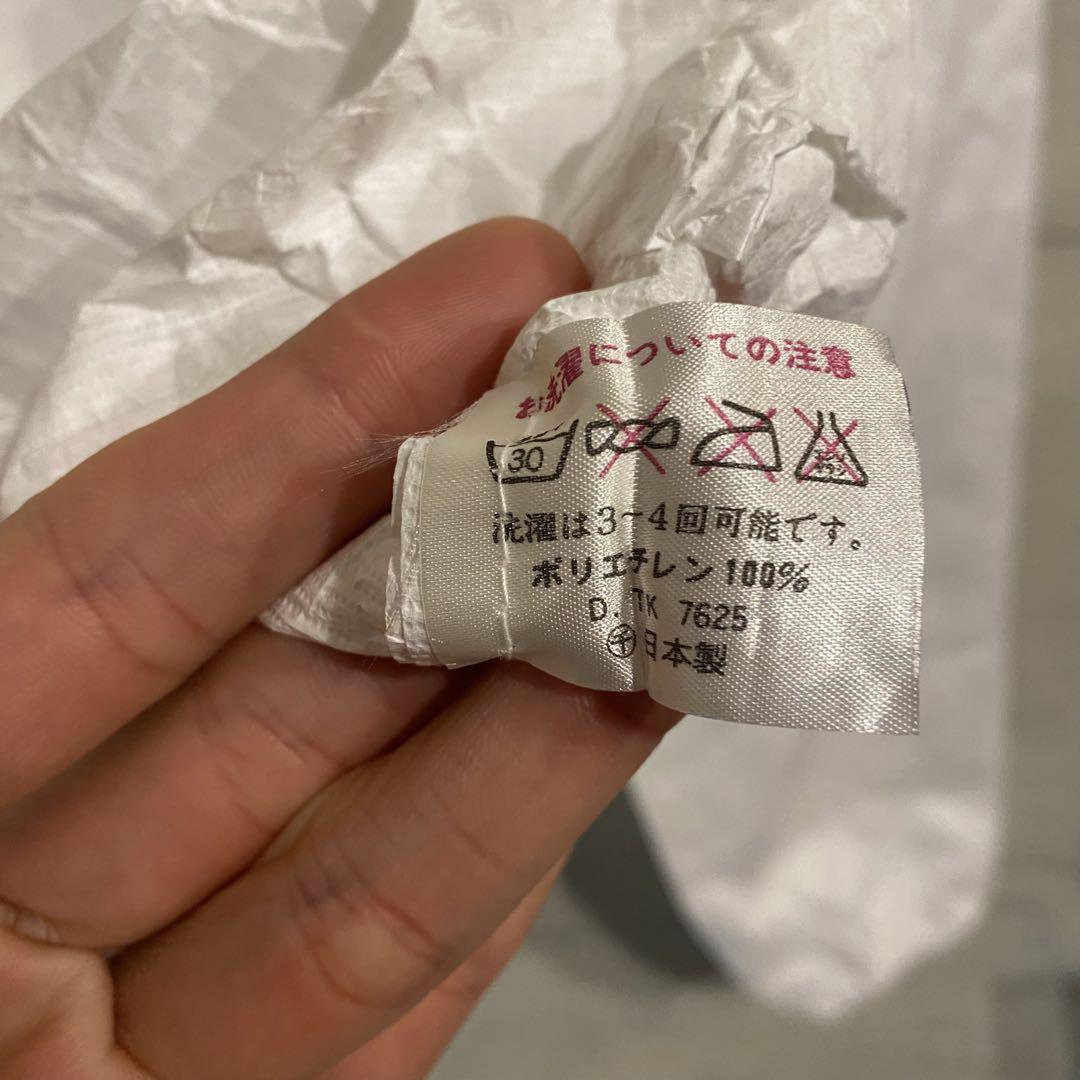 お洗濯についての注意
30
洗濯は3~4回可能です。
ポリエチレン100%
D. TK 7625
日本製